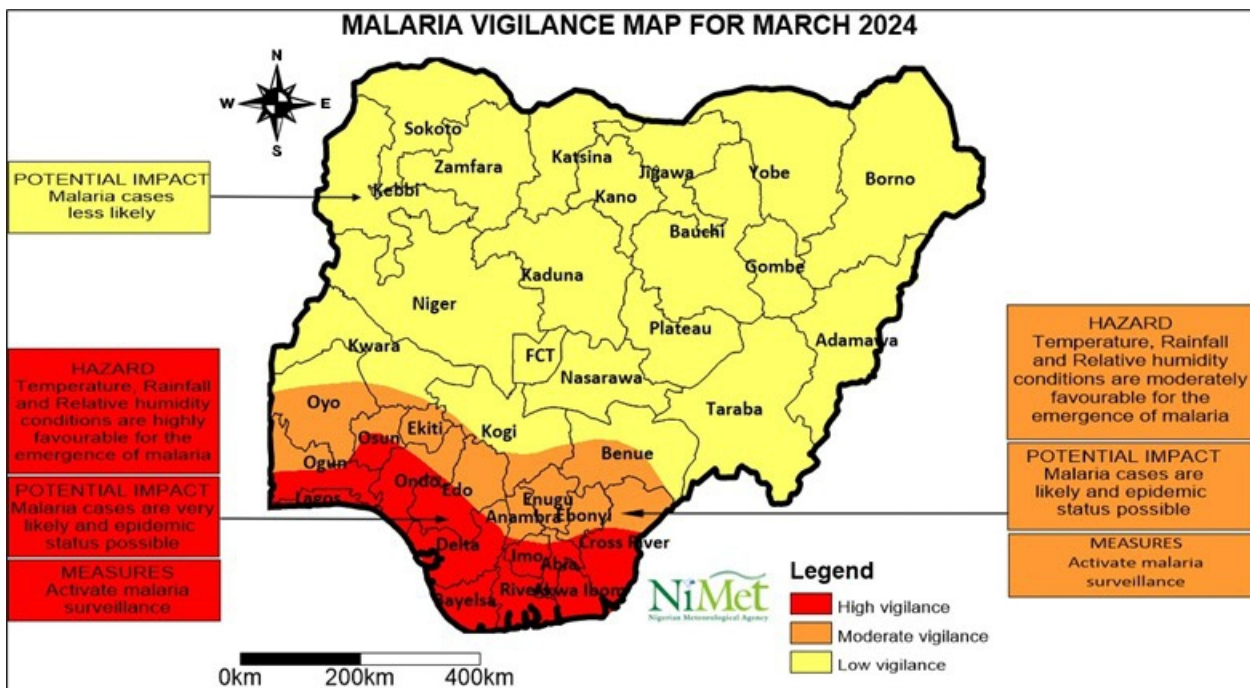 MALARIA VIGILANCE MAP FOR MARCH 2024
N
W
E
S
POTENTIAL IMPACT
Malaria cases
less likely
HAZARD
Temperature, Rainfall
and Relative humidity
conditions are highly
favourable for the
emergence of malaria
POTENTIAL IMPACT
Malaria cases are very
likely and epidemic
status possible
MEASURES
Activate malaria
surveillance
Sokoto
Zamfara
Kebbi
Katsina
Kano
Jigawa
Yobe
Borno
Bauchi
Gombe
Kaduna
Niger
Plateau
Adamawa
Kwara
FCT
Nasarawa
Taraba
Oyo
Ekiti
Kogi
Osun
Benue
Ogun
Ondo
Edo
Lagos
Enugu
Anambra
Ebonyi
Delta
Imo
Abia
Cross River
Bayelsa
Rivers
Akwa Ibom
HAZARD
Temperature, Rainfall
and Relative humidity
conditions are moderately
favourable for the
emergence of malaria
POTENTIAL IMPACT
Malaria cases are
likely and epidemic
status possible
MEASURES
Activate malaria
surveillance
NiMet
Nigerian Meteorological Agency
Legend
High vigilance
Moderate vigilance
Low vigilance
0km 200km 400km